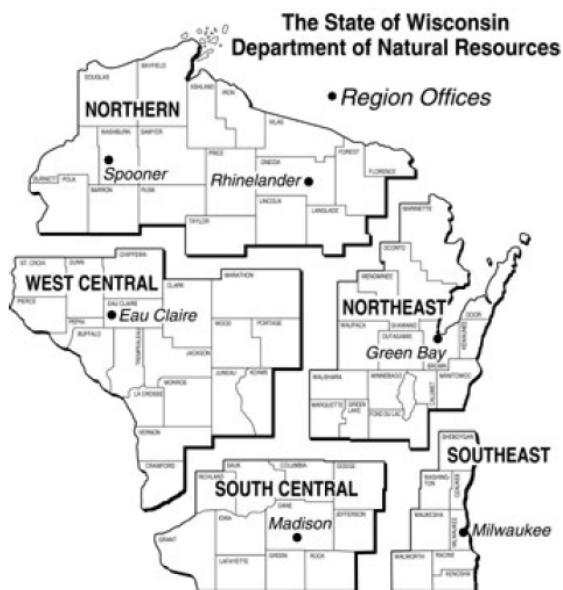 The State of Wisconsin
Department of Natural Resources
Region Offices
NORTHERN
DOUGLAS
BAYFIELD
ASHLAND
IRON
VILAS
WASHBURN
SAWYER
PRICE
ONEIDA
FOREST
FLORENCE
Spooner
Rhinelander
BURNETT
POLK
BARRON
RUSK
LINCOLN
LANGLADE
TAYLOR
WEST CENTRAL
ST. CROIX
DUNN
CHIPPEWA
CLARK
MARATHON
PIERCE
EAU CLAIRE
Eau Claire
PEPIN
BUFFALO
TREMPEALEAU
WOOD
PORTAGE
JACKSON
JUNEAU
ADAMS
MONROE
LA CROSSE
VERNON
CRAWFORD
NORTHEAST
MARINETTE
OCONTO
MENOMINEE
DOOR
WAUPACA
SHAWANO
OUTAGAMIE
KEWAUNEE
Green Bay
BROWN
WAUSHARA
WINNEBAGO
CALUMET
MANITOWOC
MARQUETTE
GREEN
LAKE
FOND DU LAC
SOUTH CENTRAL
RICHLAND
SAUK
COLUMBIA
DODGE
DANE
IOWA
JEFFERSON
Madison
GRANT
LAFAYETTE
GREEN
ROCK
SOUTHEAST
SHEBOYGAN
WASHING-
TON
OZAUKEE
WAUKESHA
MILWAUKEE
Milwaukee
WALWORTH
RACINE
KENOSHA